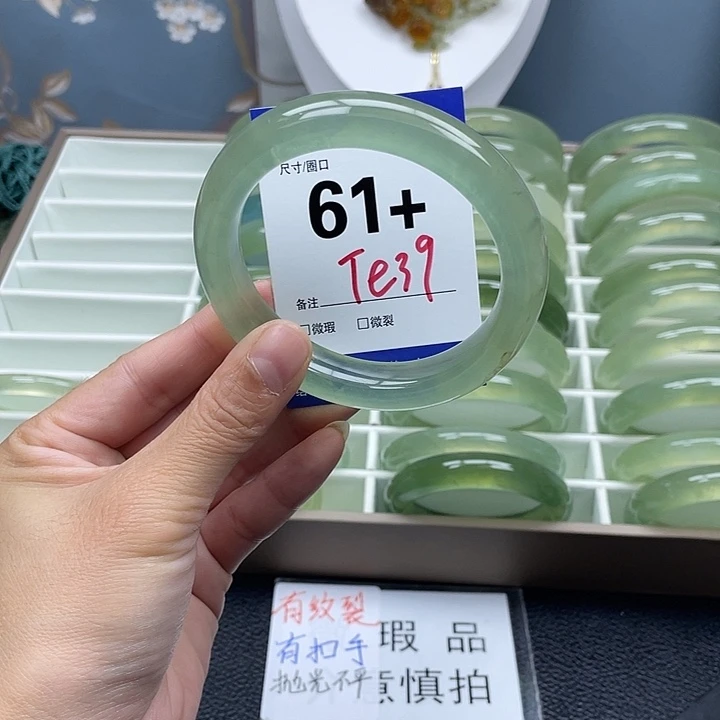 尺寸/圈口
61+
Te39
备注
□微瑕 □微裂
有纹裂
有扣手
抛光不平
瑕品
意慎拍